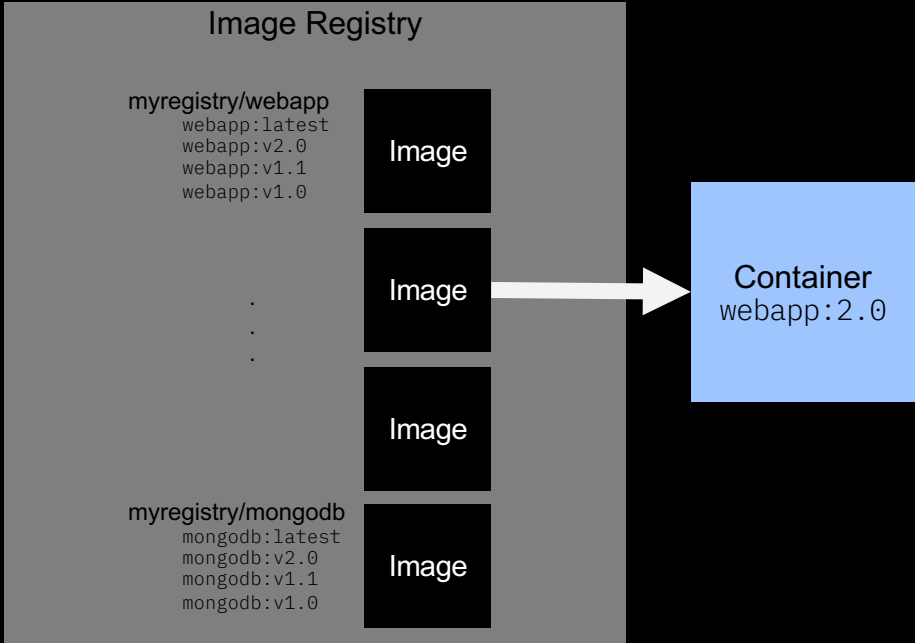 Image Registry
myregistry/webapp
webapp:latest
webapp:v2.0
webapp:v1.1
webapp:v1.0
Image
Image
.
.
.
Image
myregistry/mongodb
mongodb:latest
mongodb:v2.0
mongodb:v1.1
mongodb:v1.0
Image
Container
webapp:2.0